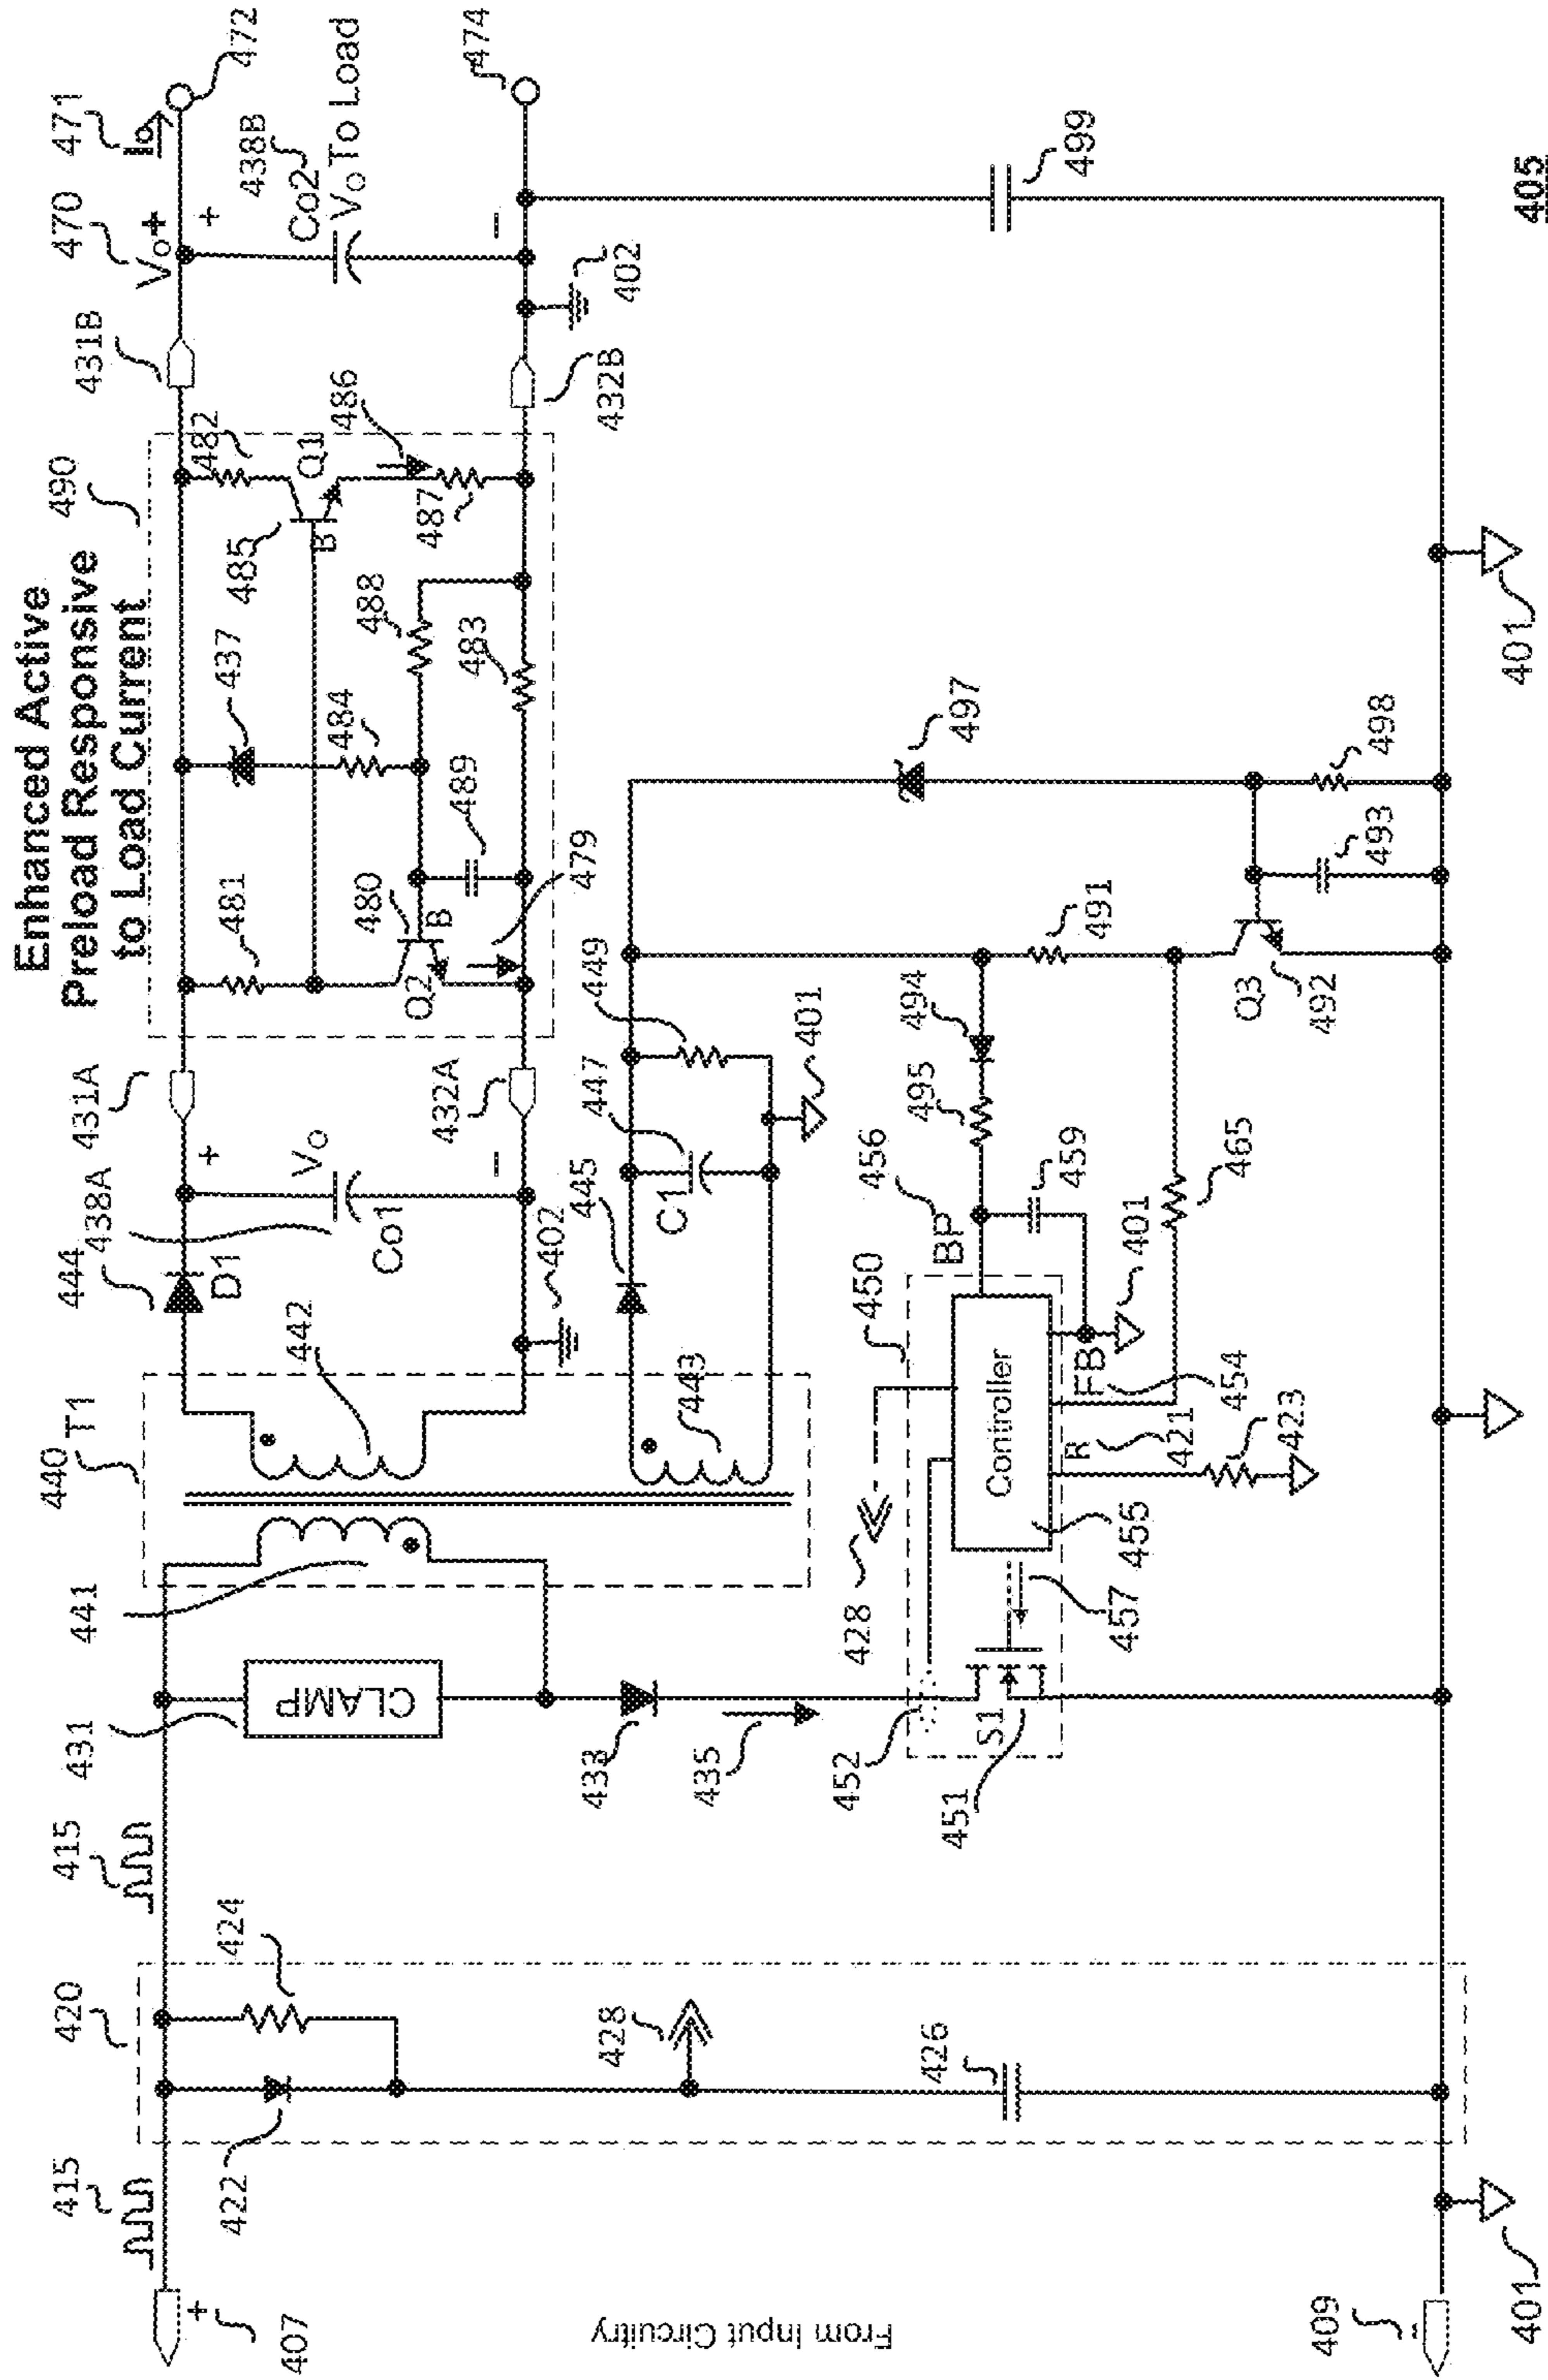 Enhanced Active
Preload Responsive
to Load Current
490
415
420
424
422
428
426
407
+
From Input Circuitry
409
-
401
415
431
CLAMP
441
433
435
452
S1
451
457
440
T1
442
443
450
428
Controller
455
R
421
423
FB
454
BP
456
459
401
465
495
494
491
444
D1
438A
Co1
+
Vo
-
402
431A
432A
445
C1
447
449
401
481
480
Q2
B
479
489
437
484
488
483
485
B
Q1
482
486
487
497
Q3
492
493
498
401
431B
432B
402
470
Vo+
+
-
Co2
438B
Vo To Load
Io
471
472
474
499
405